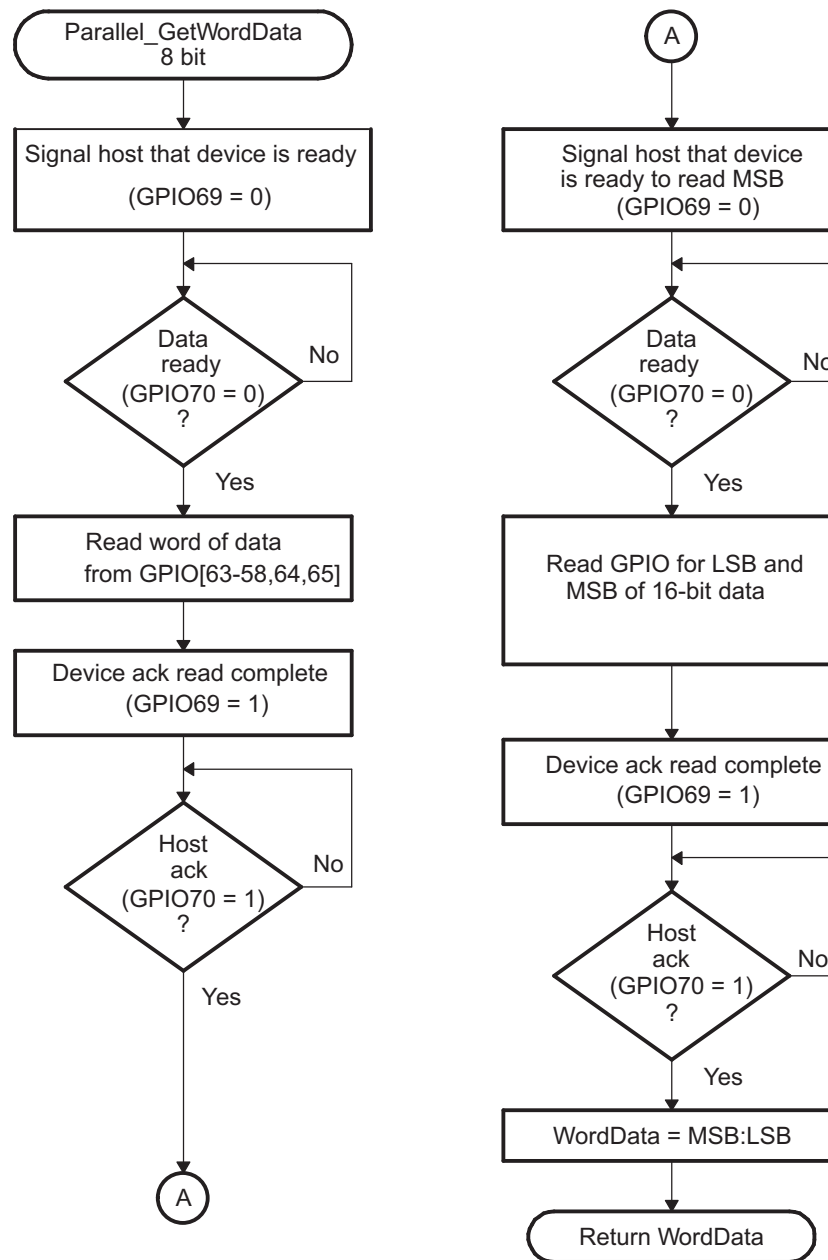 Parallel_GetWordData
8 bit
Signal host that device is ready
(GPIO69 = 0)
Data
ready
(GPIO70 = 0)
?
No
Yes
Read word of data
from GPIO[63-58,64,65]
Device ack read complete
(GPIO69 = 1)
Host
ack
(GPIO70 = 1)
?
No
Yes
A
A
Signal host that device
is ready to read MSB
(GPIO69 = 0)
Data
ready
(GPIO70 = 0)
?
No
Yes
Read GPIO for LSB and
MSB of 16-bit data
Device ack read complete
(GPIO69 = 1)
Host
ack
(GPIO70 = 1)
?
No
Yes
WordData = MSB:LSB
Return WordData